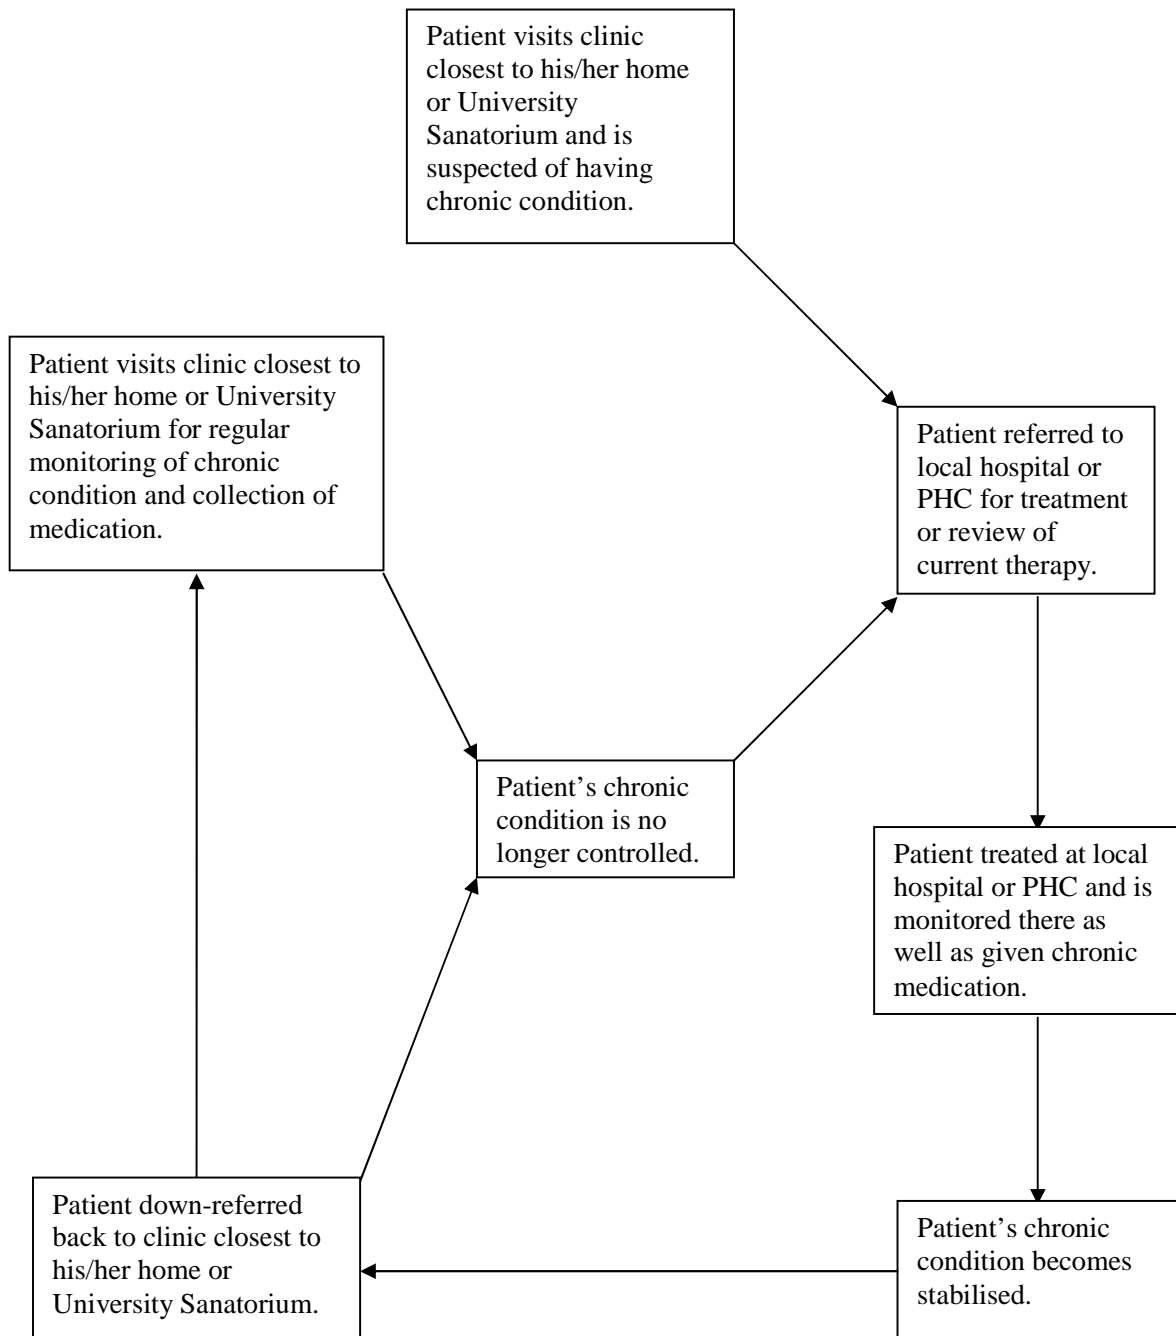 Patient visits clinic
closest to his/her home
or University
Sanatorium and is
suspected of having
chronic condition.
Patient visits clinic closest to
his/her home or University
Sanatorium for regular
monitoring of chronic
condition and collection of
medication.
Patient referred to
local hospital or
PHC for treatment
or review of
current therapy.
Patient’s chronic
condition is no
longer controlled.
Patient treated at local
hospital or PHC and is
monitored there as
well as given chronic
medication.
Patient down-referred
back to clinic closest to
his/her home or
University Sanatorium.
Patient’s chronic
condition becomes
stabilised.